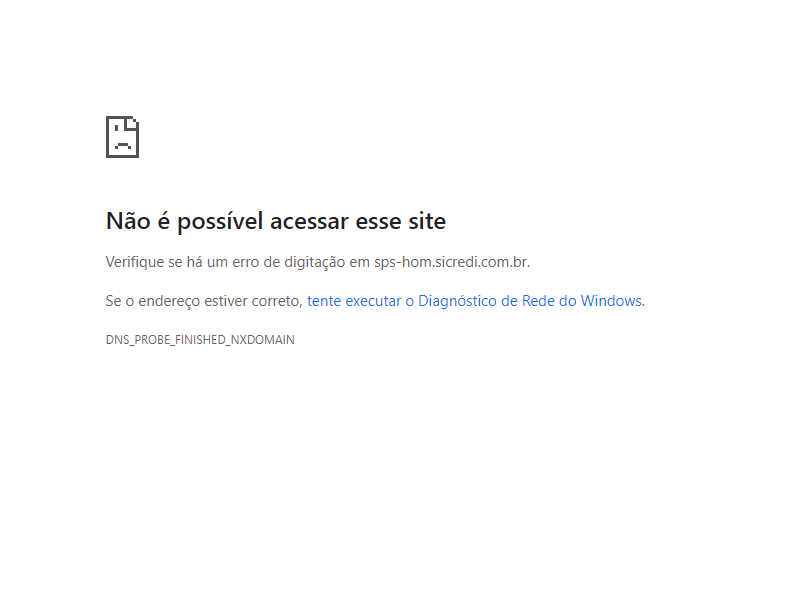 Não é possível acessar esse site
Verifique se há um erro de digitação em sps-hom.sicredi.com.br.
Se o endereço estiver correto, tente executar o Diagnóstico de Rede do Windows.
DNS_PROBE_FINISHED_NXDOMAIN